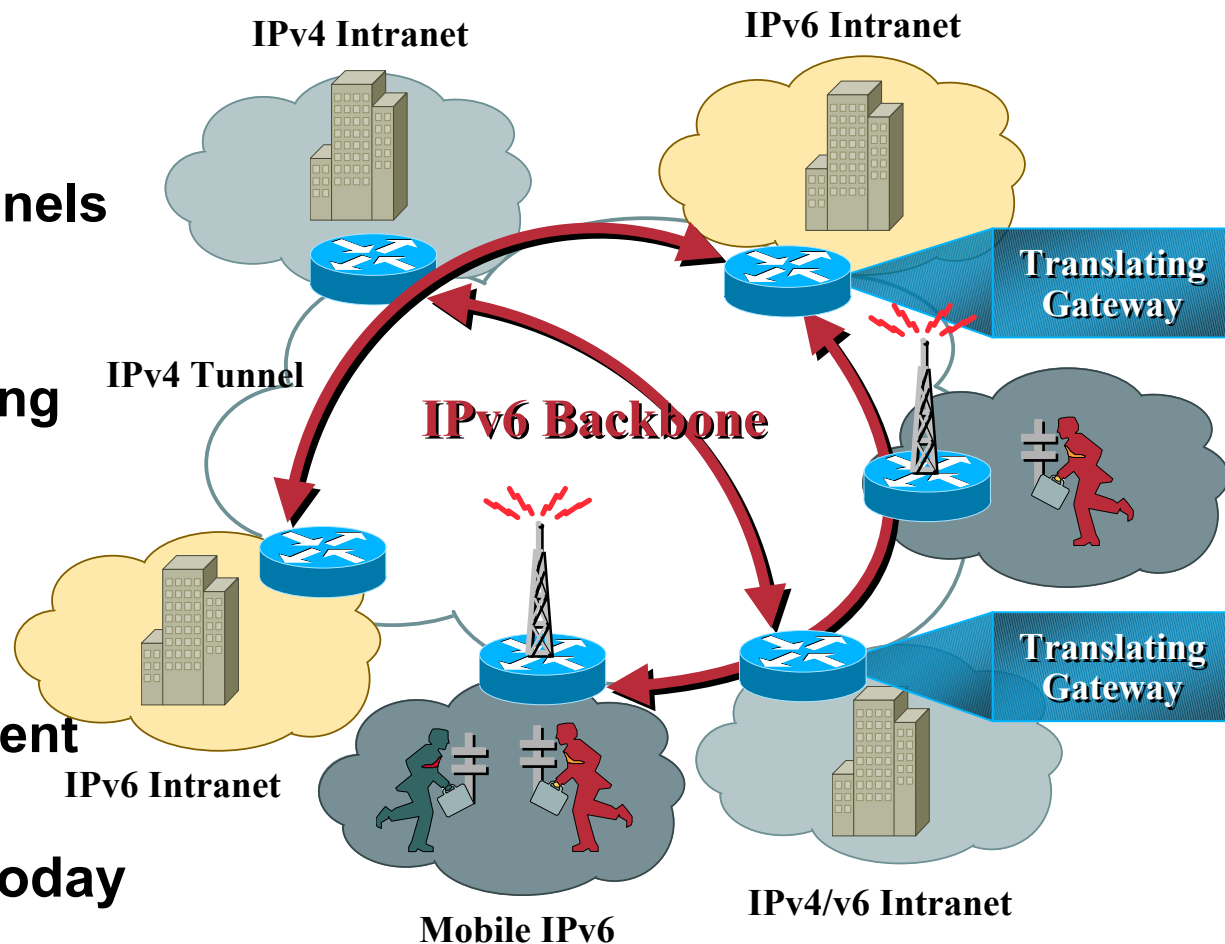 IPv4 Intranet
IPv6 Intranet
nels
Translating
Gateway
IPv4 Tunnel
ng
IPv6 Backbone
Translating
Gateway
ent
IPv6 Intranet
oday
IPv4/v6 Intranet
Mobile IPv6